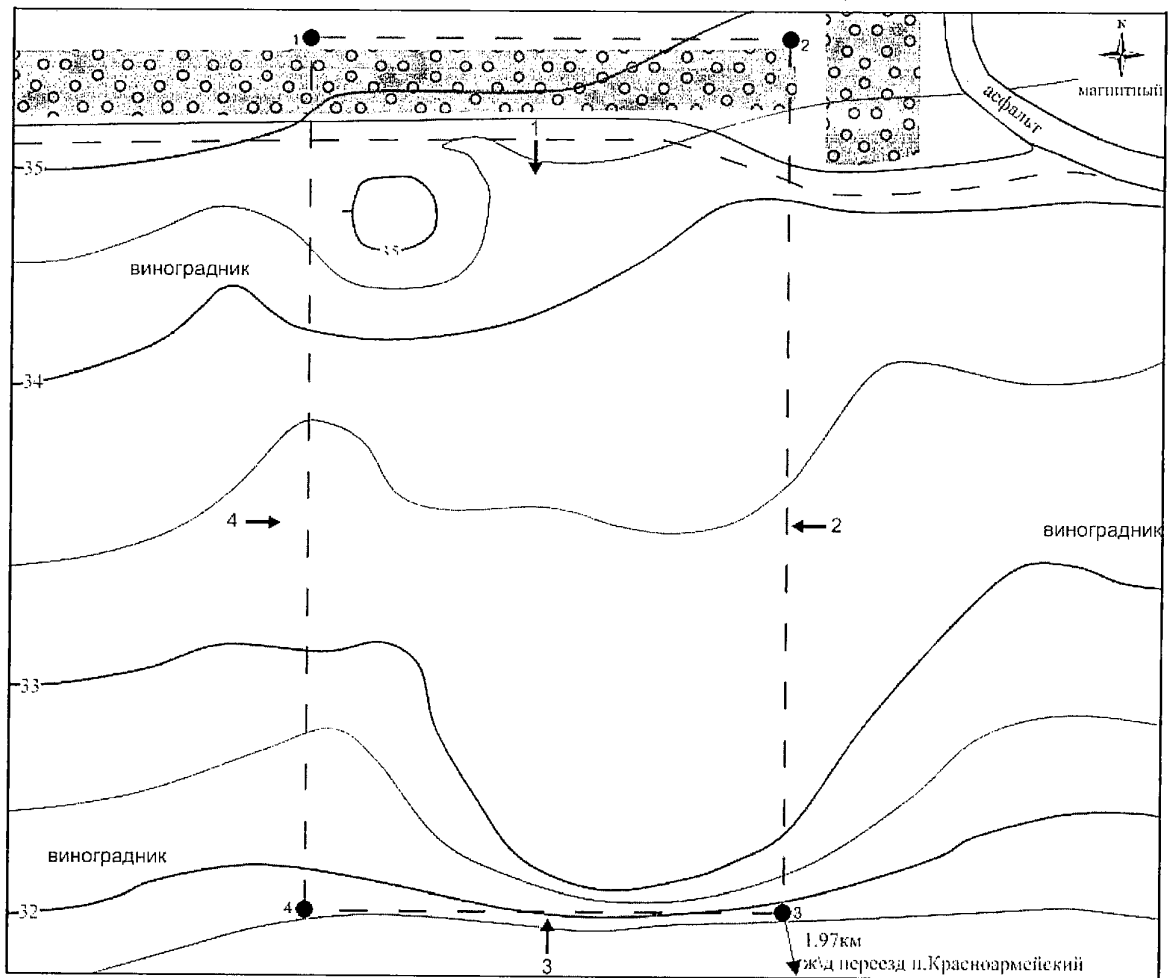 1
2
к
магнитный
асфальт
1
35
35
виноградник
34
4
2
виноградник
33
виноградник
32
4
3
3
1.97км
ж\д переезд п.Красноармейский